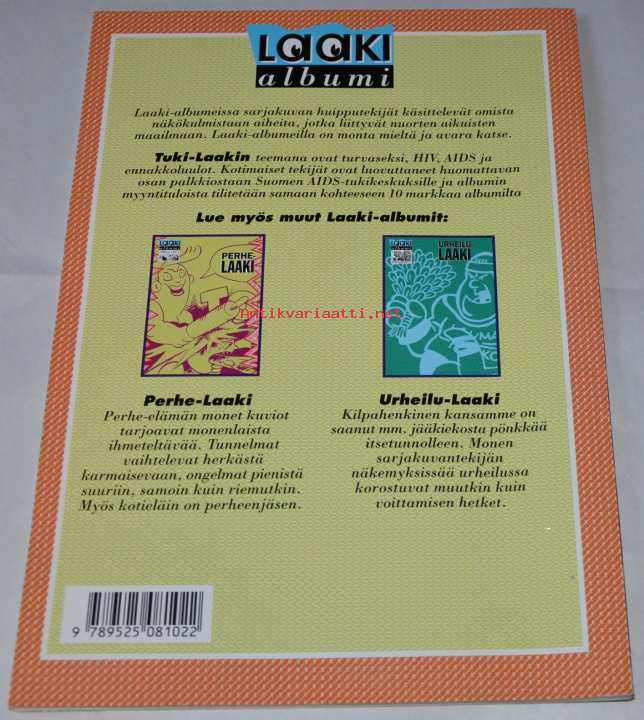 LAAKI
albumi
Laaki-albumeissa sarjakuvan huipputekijät käsittelevät omista
näkökulmistaan aiheita, jotka liittyvät nuorten aikuisten
maailmaan. Laaki-albumeilla on monta mieltä ja avara katse.
Tuki-Laakin teemana ovat turvaseksi, HIV, AIDS ja
ennakkoluulot. Kotimaiset tekijät ovat luovuttaneet huomattavan
osan palkkiostaan Suomen AIDS-tukikeskuksille ja albumin
myyntituloista tilitetään samaan kohteeseen 10 markkaa albumilta
Lue myös muut Laaki-albumit:
LAAKI
PERHE-
LAAKI
LAAKI
URHEILU
LAAKI
Antikvariaatti.net
Perhe-Laaki
Perhe-elämän monet kuviot
tarjoavat monenlaista
ihmeteltävää. Tunnelmat
vaihtelevat herkästä
karmaisevaan, ongelmat pienistä
suuriin, samoin kuin riemutkin.
Myös kotieläin on perheenjäsen.
Urheilu-Laaki
Kilpahenkinen kansamme on
saanut mm. jääkiekosta pönkkää
itsetunnolleen. Monen
sarjakuvantekijän
näkemyksissä urheilussa
korostuvat muutkin kuin
voittamisen hetket.
9 789525 081022